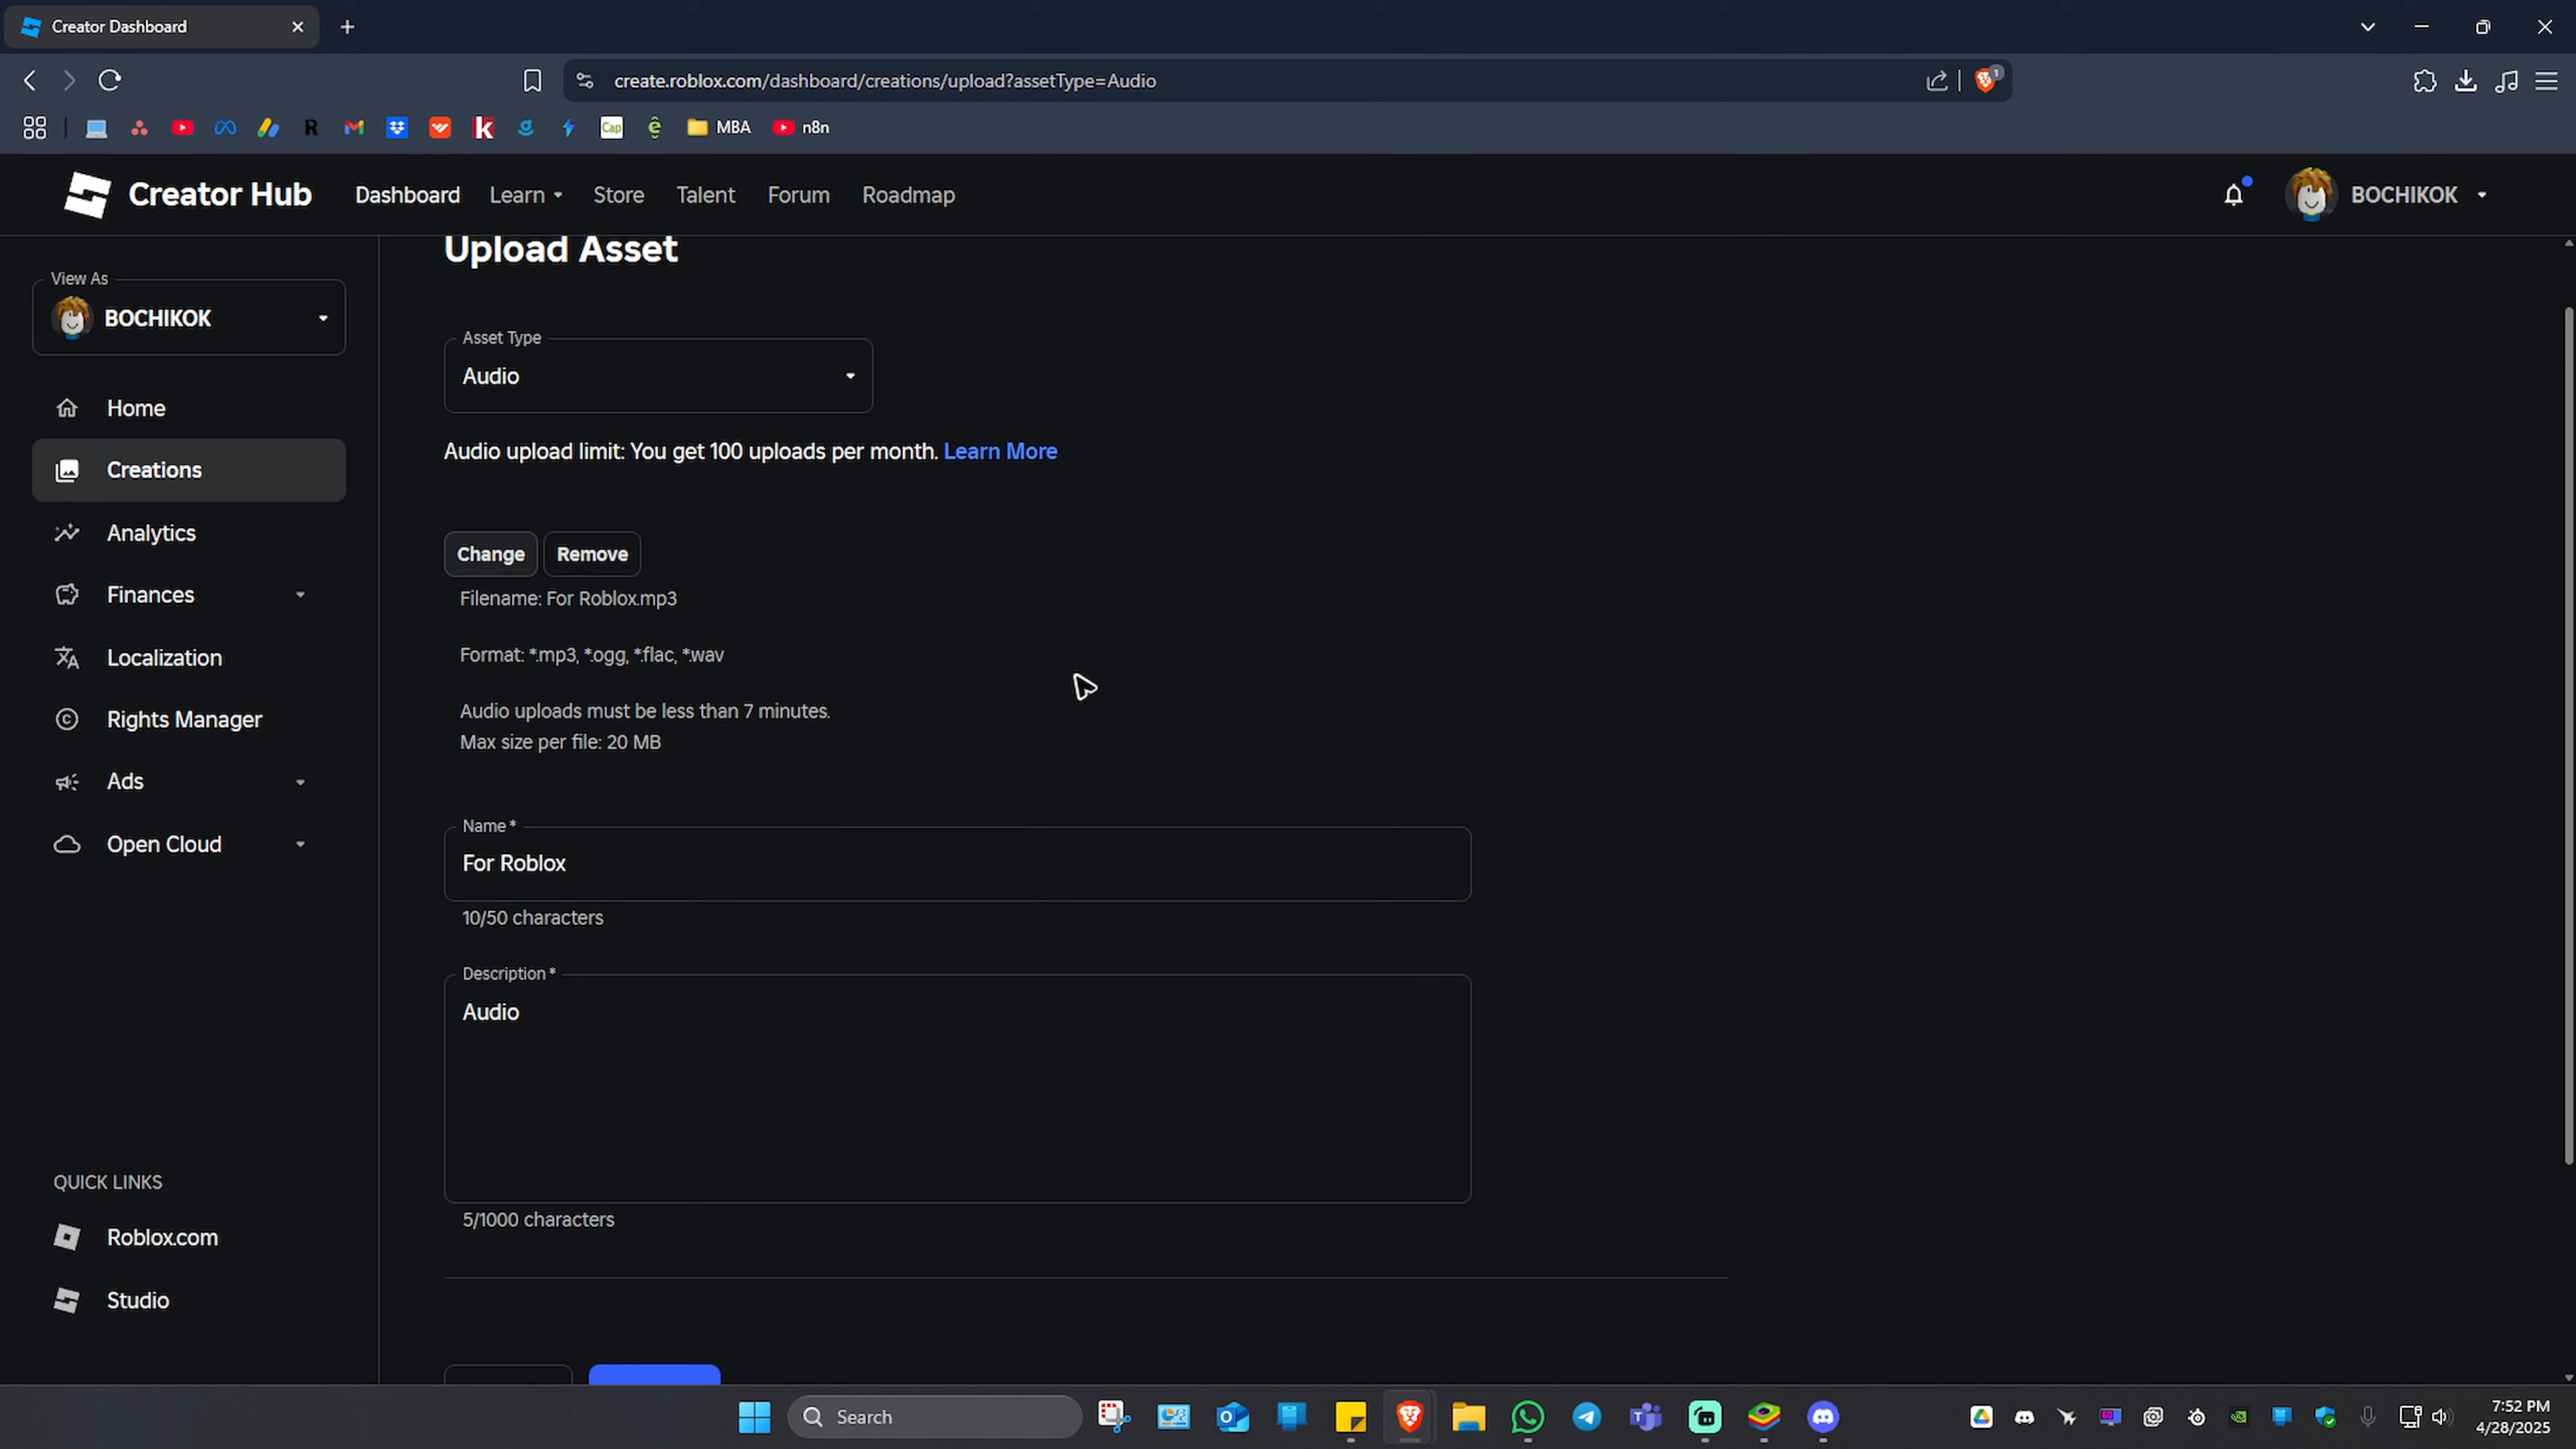 Creator Dashboard
create.roblox.com/dashboard/creations/upload?assetType=Audio
1
Cap
MBA
n8n
Creator Hub
Dashboard
Learn
Store
Talent
Forum
Roadmap
BOCHIKOK
View As
BOCHIKOK
Home
Creations
Analytics
Finances
Localization
Rights Manager
Ads
Open Cloud
QUICK LINKS
Roblox.com
Studio
Upload Asset
Asset Type
Audio
Audio upload limit: You get 100 uploads per month. Learn More
Change
Remove
Filename: For Roblox.mp3
Format: *.mp3, *.ogg, *.flac, *.wav
Audio uploads must be less than 7 minutes.
Max size per file: 20 MB
Name *
For Roblox
10/50 characters
Description *
Audio
5/1000 characters
Search
7:52 PM
4/28/2025